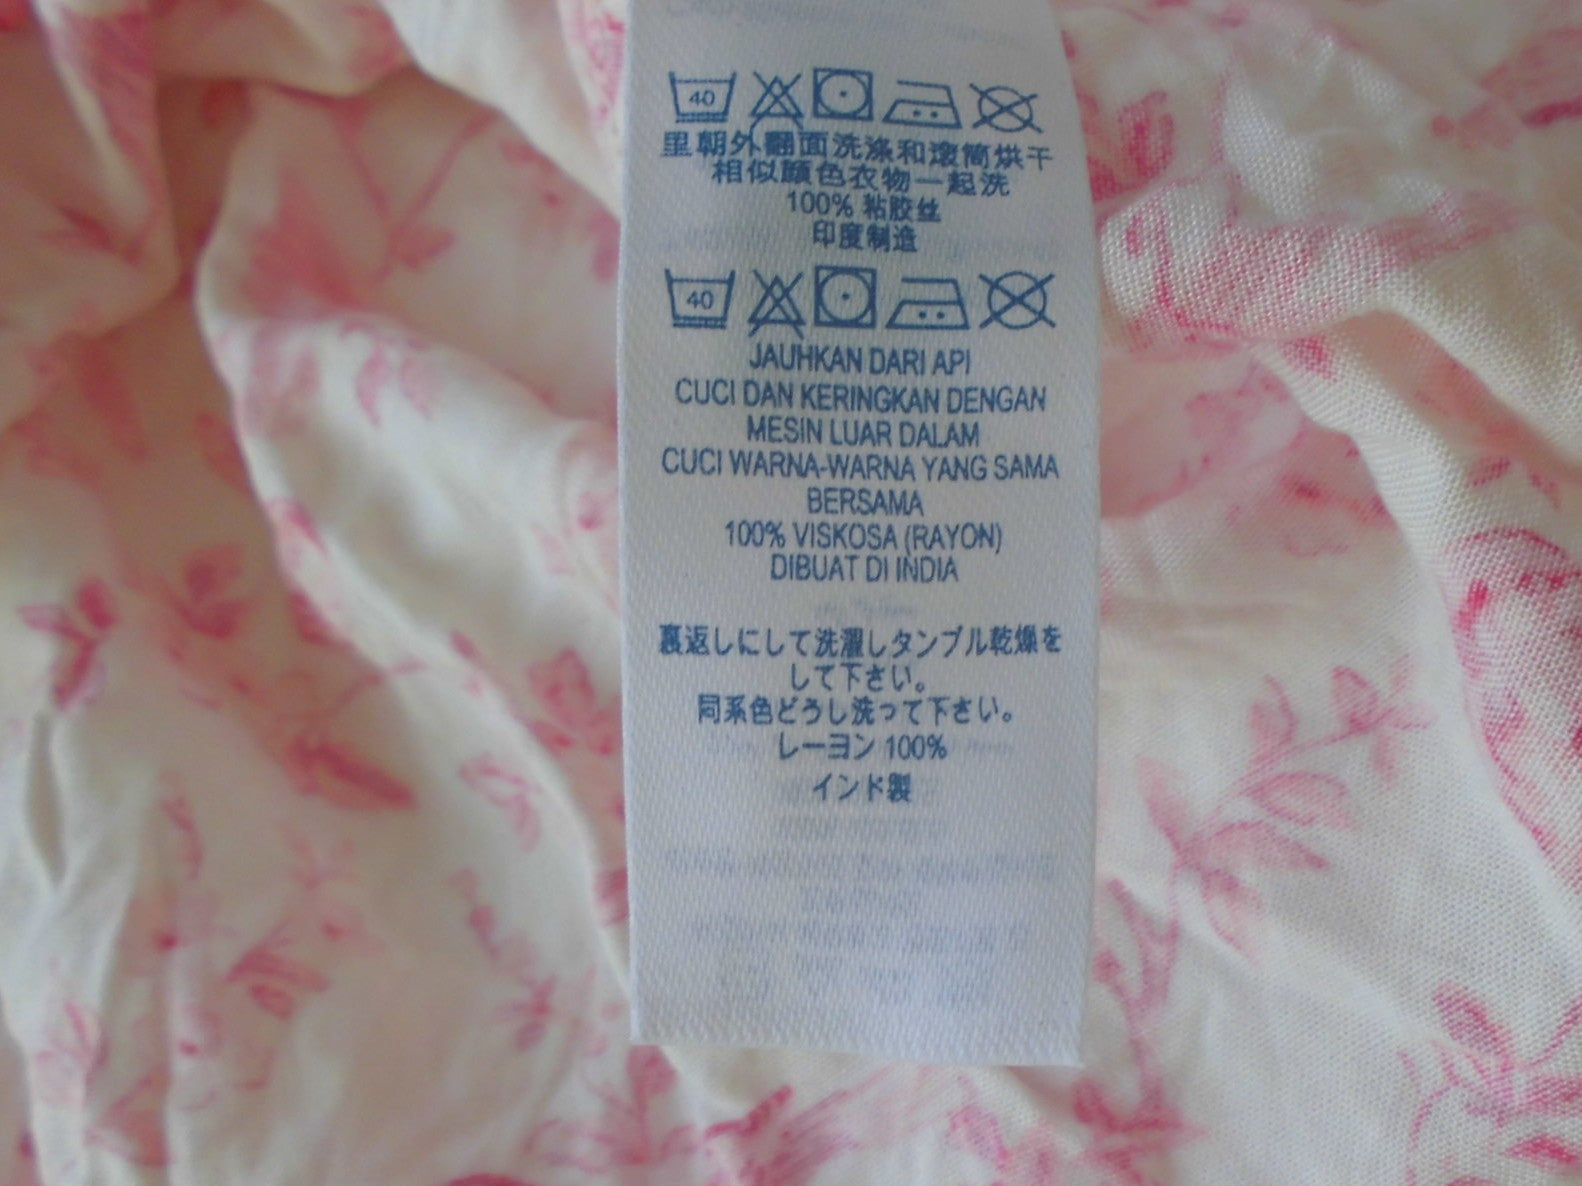 40
里朝外翻面洗涤和滚筒烘干
相似颜色衣物一起洗
100% 粘胶丝
印度制造
40
JAUHKAN DARI API
CUCI DAN KERINGKAN DENGAN
MESIN LUAR DALAM
CUCI WARNA-WARNA YANG SAMA
BERSAMA
100% VISKOSA (RAYON)
DIBUAT DI INDIA
裏返しにして洗濯しタンブル乾燥を
して下さい。
同系色どうし洗って下さい。
レーヨン 100%
インド製